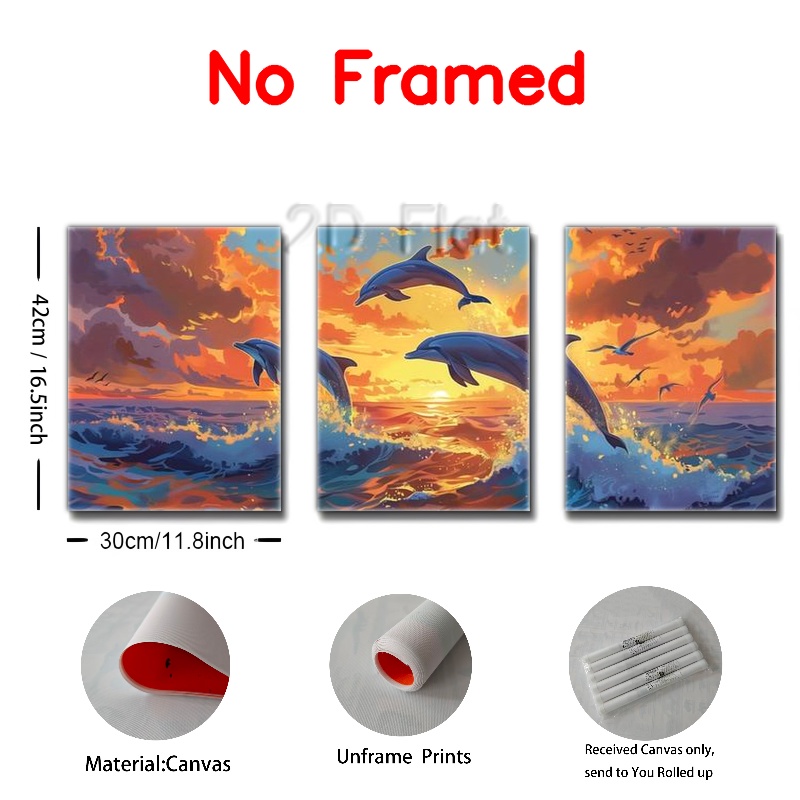 No Framed
2D Flat
42cm / 16.5inch
30cm/11.8inch
Material:Canvas
Unframe Prints
Received Canvas only,
send to You Rolled up